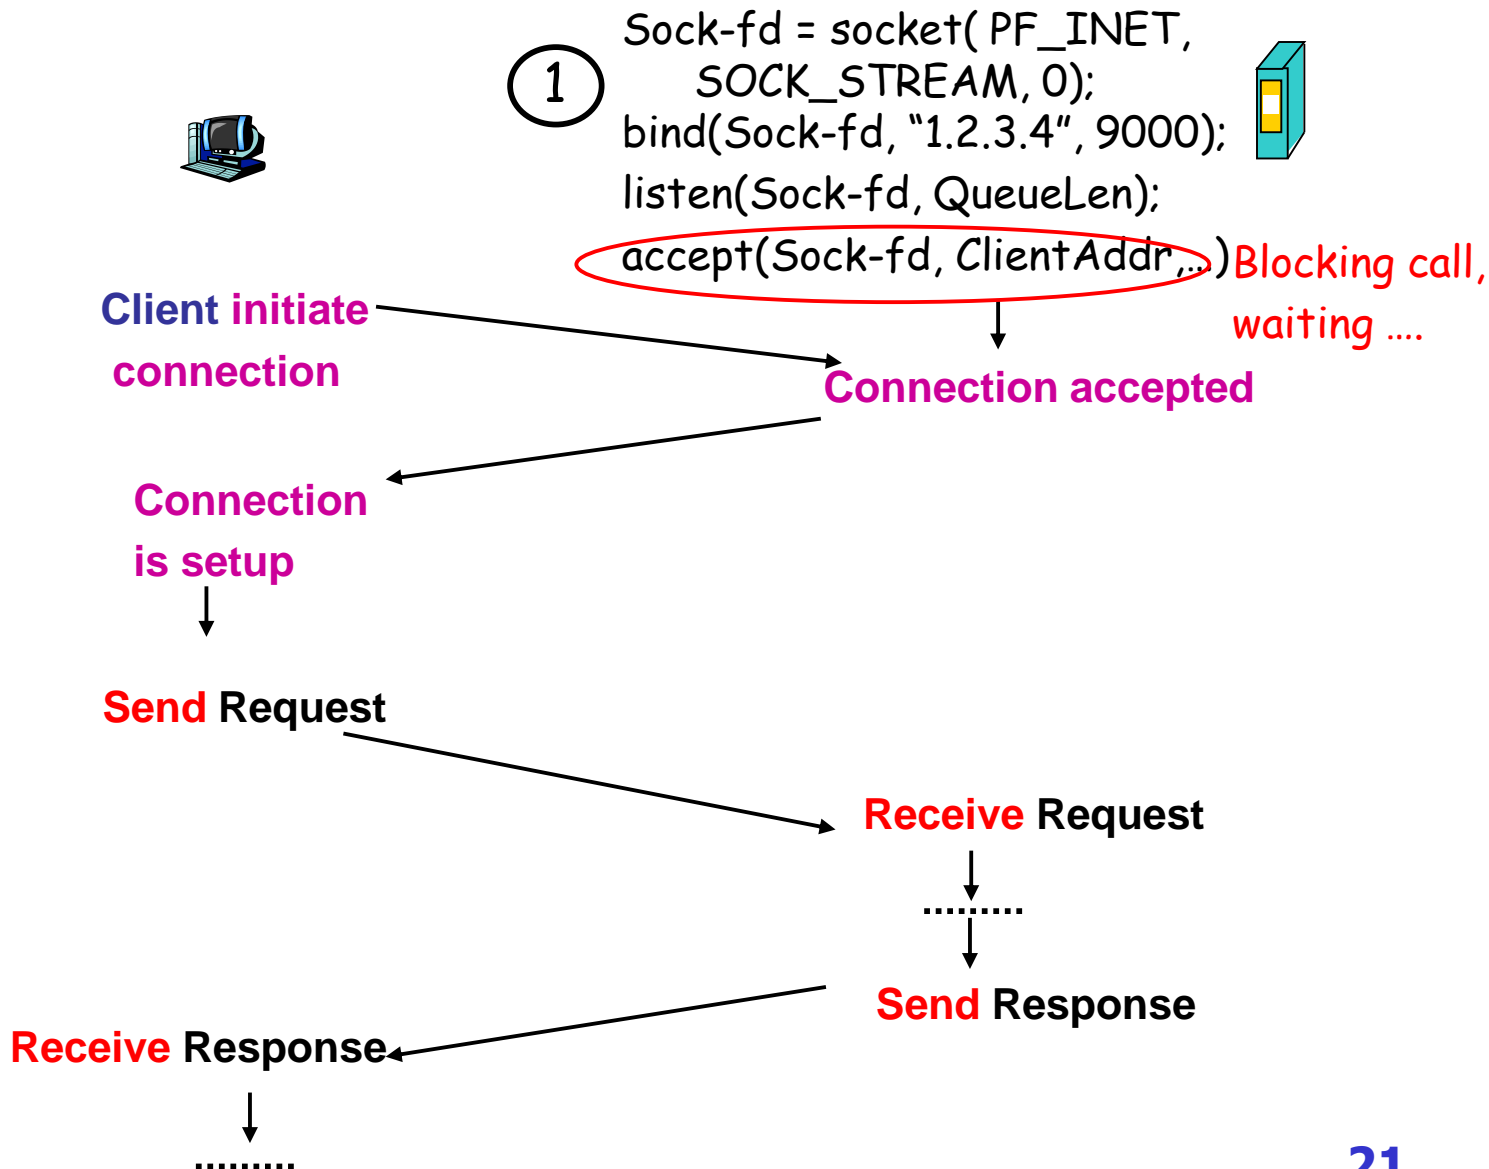 1
Sock-fd = socket( PF_INET,
SOCK_STREAM, 0);
bind(Sock-fd, “1.2.3.4”, 9000);
listen(Sock-fd, QueueLen);
accept(Sock-fd, ClientAddr,…)
Blocking call,
waiting ….
Client initiate
connection
Connection accepted
Connection
is setup
Send Request
Receive Request
………
Send Response
Receive Response
………
21